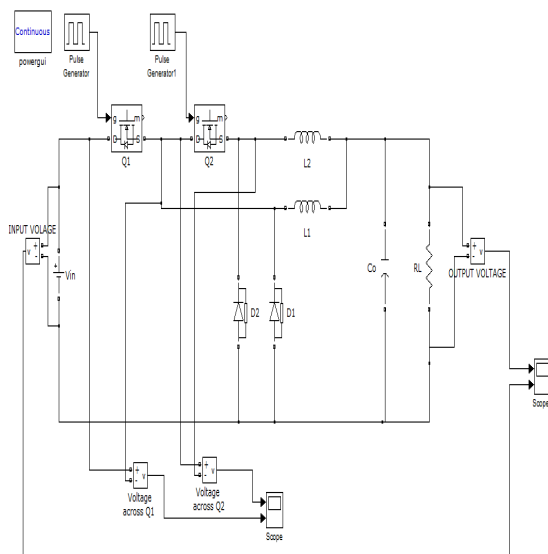 Continuous
powergui
Pulse
Generator
Pulse
Generator1
g m
D S
Q1
g m
D S
Q2
L2
L1
INPUT VOLAGE
+
v
-
+
Vin
D2
D1
Co
RL
+
v
-
OUTPUT VOLTAGE
Scope
+
v
-
Voltage
across Q1
+
v
-
Voltage
across Q2
Scope